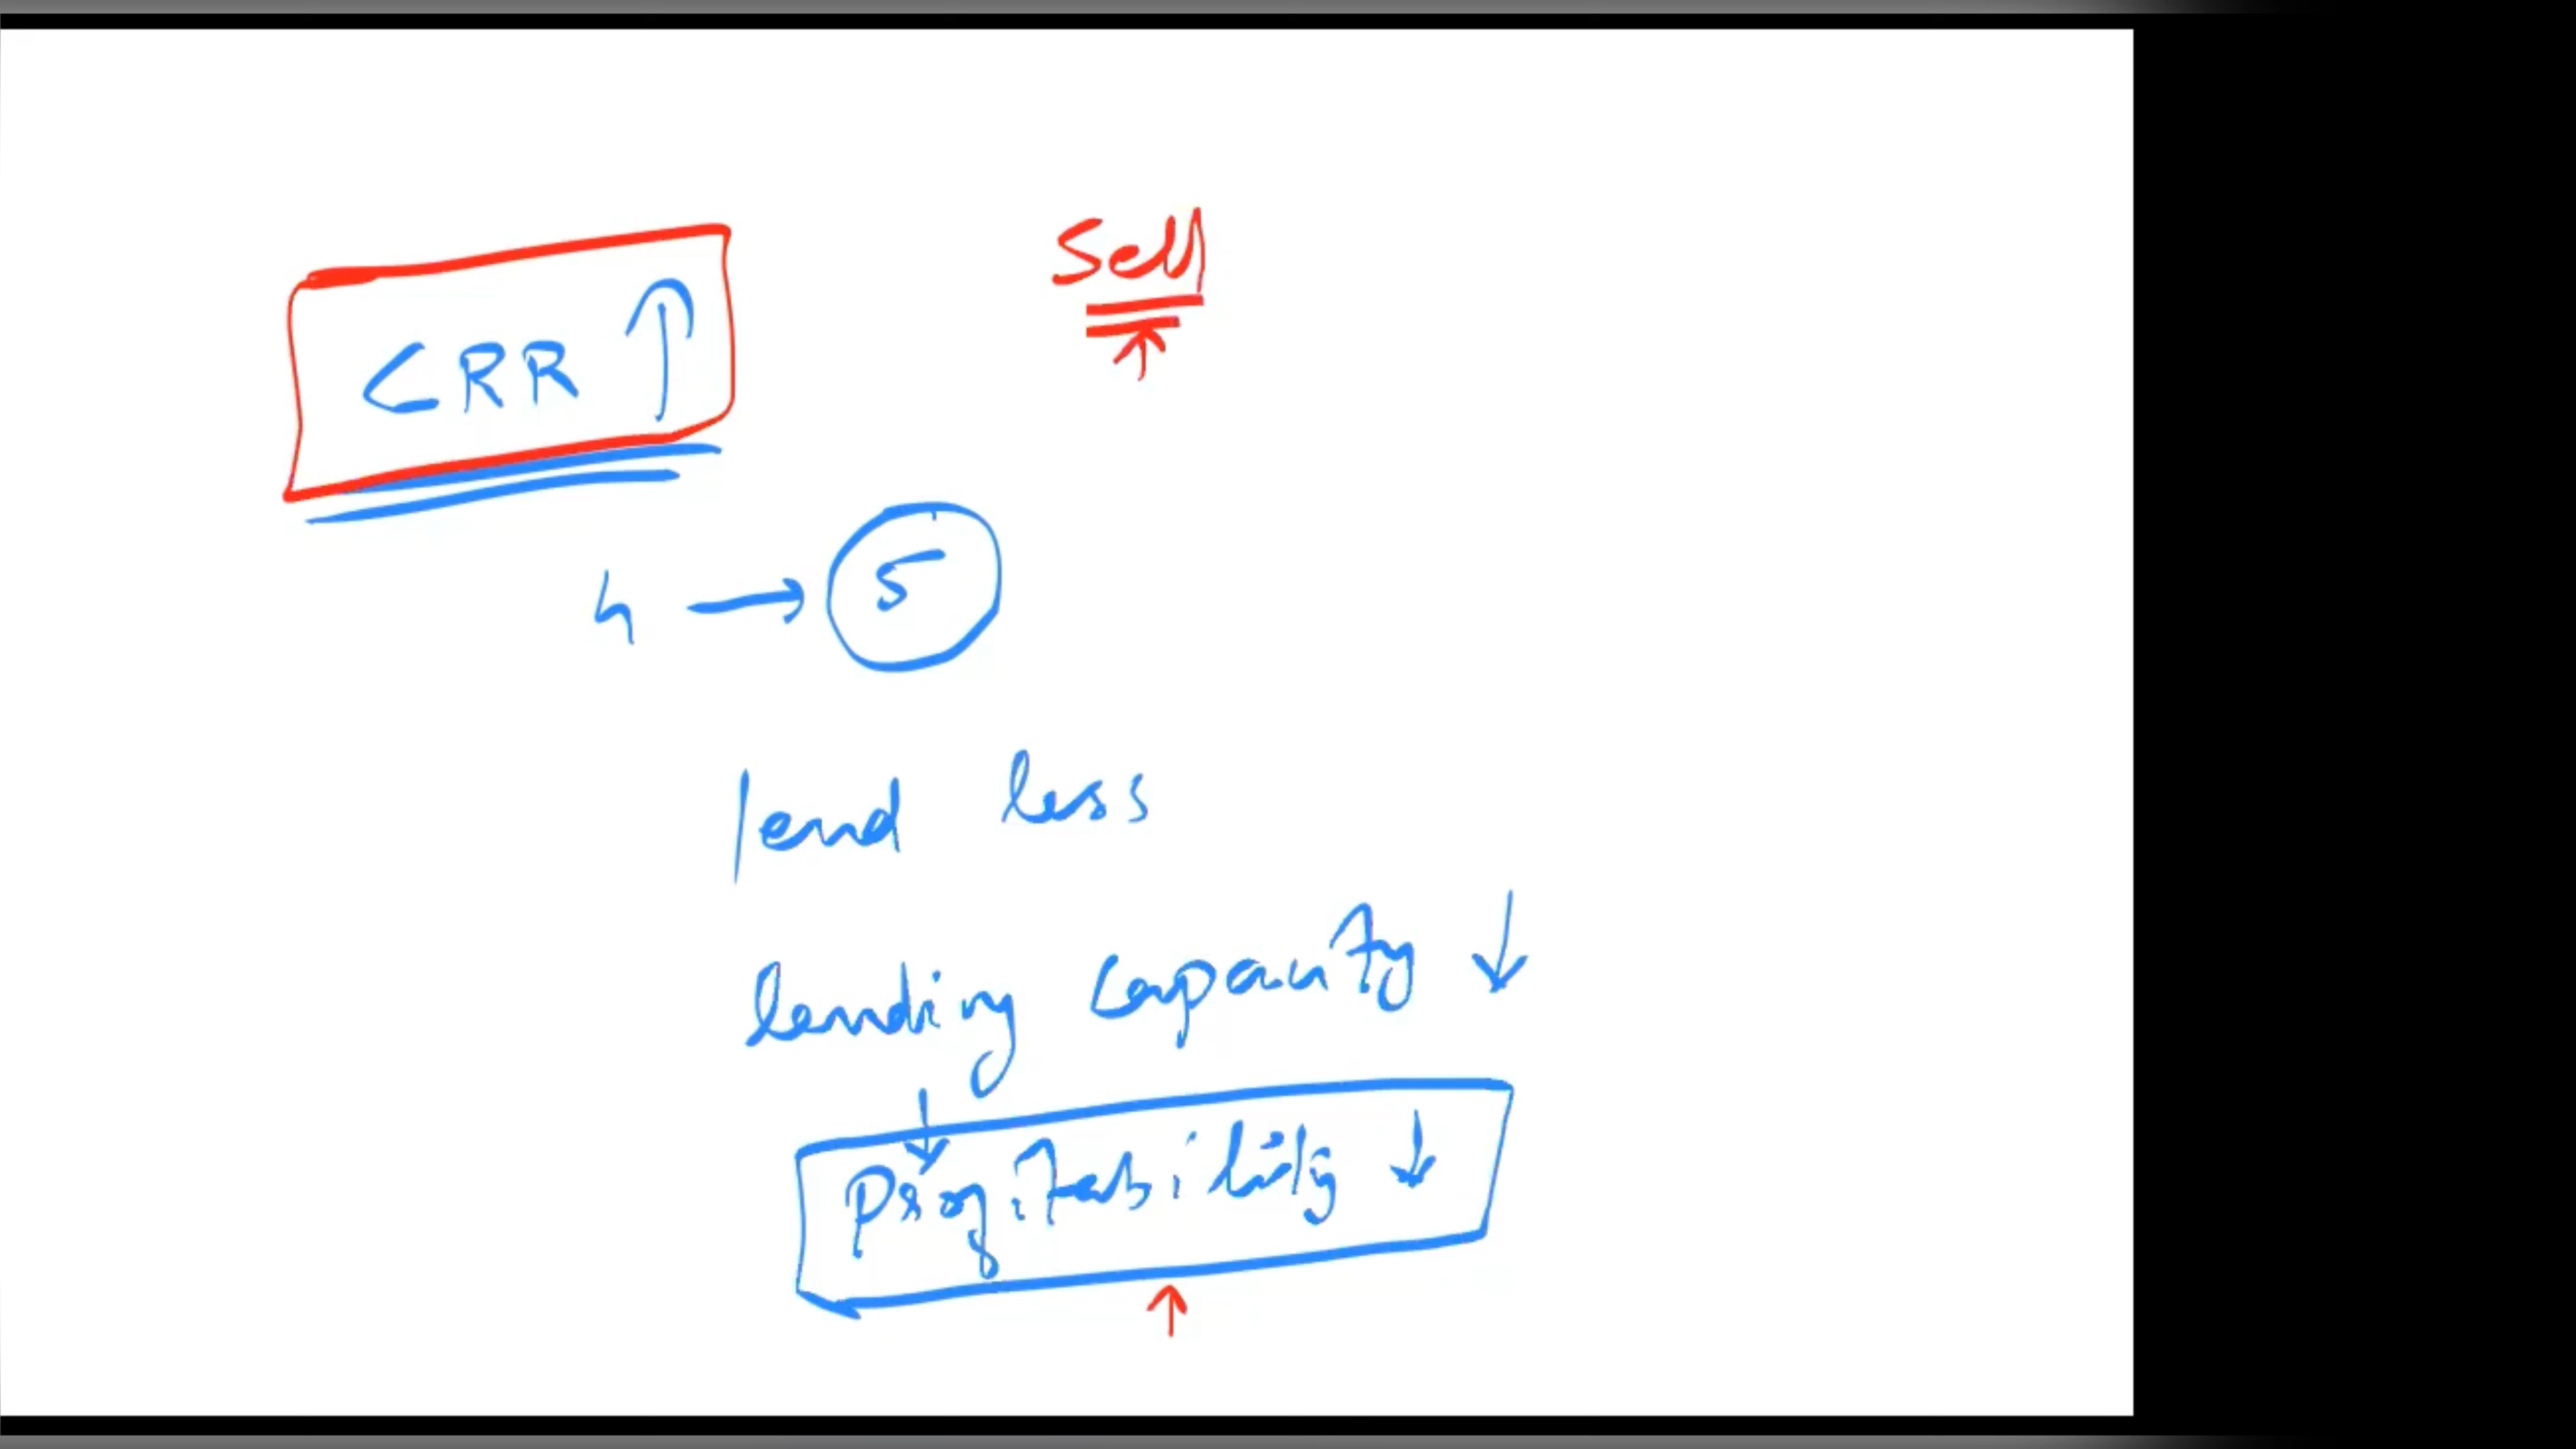 Sell
CRR ↑
4 → 5
lend less
lending capacity ↓
↓
Profitability ↓